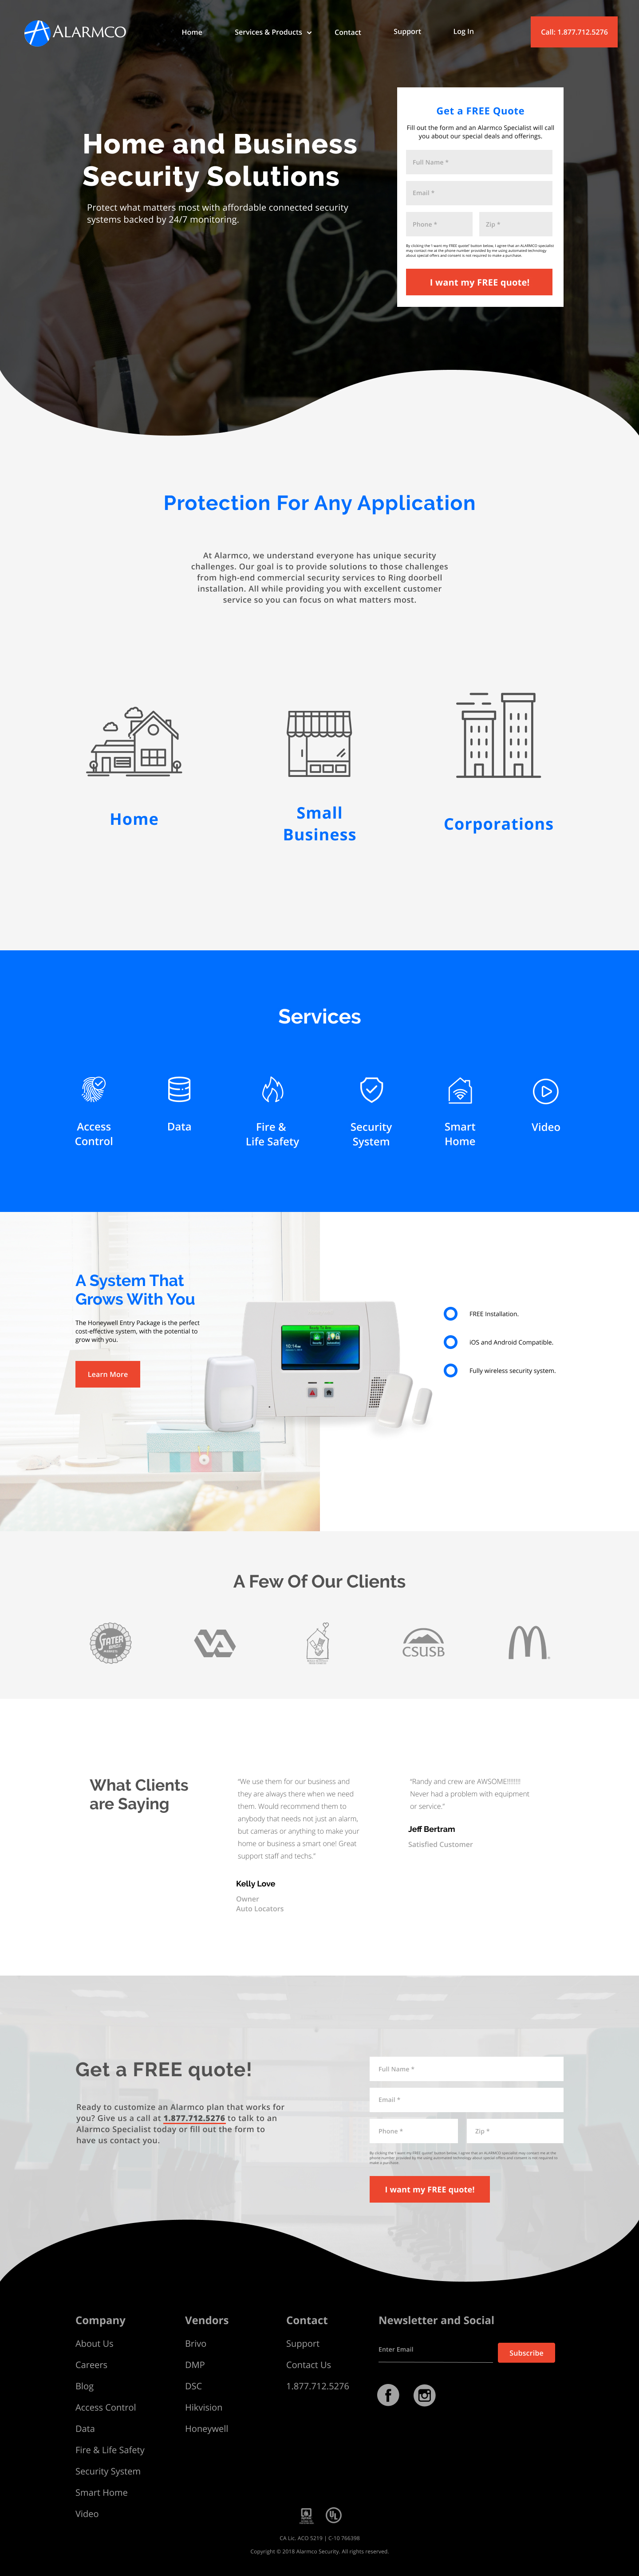 ALARMCO
Home
Services & Products
Contact
Support
Log In
Call: 1.877.712.5276
Home and Business
Security Solutions
Protect what matters most with affordable connected security
systems backed by 24/7 monitoring.
Get a FREE Quote
Fill out the form and an Alarmco Specialist will call
you about our special deals and offerings.
Full Name *
Email *
Phone *
Zip *
By clicking the 'I want my FREE quote!' button below, I agree that an ALARMCO specialist
may contact me at the phone number provided by me using automated technology
about special offers and consent is not required to make a purchase.
I want my FREE quote!
Open
Protection For Any Application
At Alarmco, we understand everyone has unique security
challenges. Our goal is to provide solutions to those challenges
from high-end commercial security services to Ring doorbell
installation. All while providing you with excellent customer
service so you can focus on what matters most.
Home
Small
Business
Corporations
Services
Access
Control
Data
Fire &
Life Safety
Security
System
Smart
Home
Video
A System That
Grows With You
The Honeywell Entry Package is the perfect
cost-effective system, with the potential to
grow with you.
Learn More
10:14
FREE Installation.
iOS and Android Compatible.
Fully wireless security system.
A Few Of Our Clients
STATER
VA
CSUSB
What Clients
are Saying
“We use them for our business and
they are always there when we need
them. Would recommend them to
anybody that needs not just an alarm,
but cameras or anything to make your
home or business a smart one! Great
support staff and techs.”
Kelly Love
Owner
Auto Locators
“Randy and crew are AWSOME!!!!!!!!
Never had a problem with equipment
or service.”
Jeff Bertram
Satisfied Customer
Get a FREE quote!
Ready to customize an Alarmco plan that works for
you? Give us a call at 1.877.712.5276 to talk to an
Alarmco Specialist today or fill out the form to
have us contact you.
Full Name *
Email *
Phone *
Zip *
By clicking the 'I want my FREE quote!' button below, I agree that an ALARMCO specialist may contact me at the
phone number provided by me using automated technology about special offers and consent is not required to
make a purchase.
I want my FREE quote!
Company
About Us
Careers
Blog
Access Control
Data
Fire & Life Safety
Security System
Smart Home
Video
Vendors
Brivo
DMP
DSC
Hikvision
Honeywell
Contact
Support
Contact Us
1.877.712.5276
Newsletter and Social
Enter Email
Subscribe
UL
CA Lic. ACO 5219 | C-10 766398
Copyright © 2018 Alarmco Security. All rights reserved.